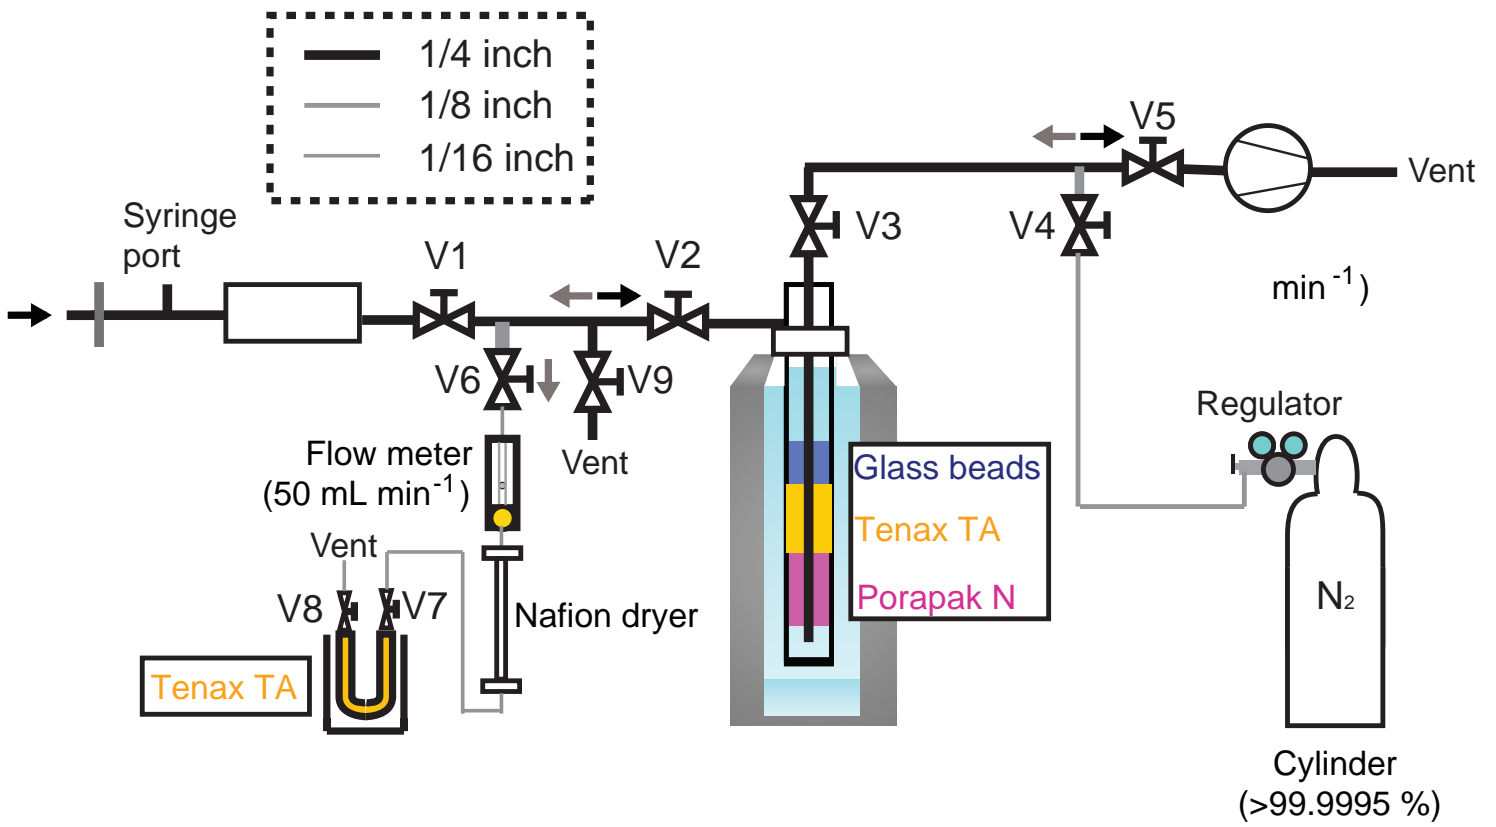 1/4 inch
1/8 inch
1/16 inch
V5
Vent
Syringe
port
V1
V2
V3
V4
min⁻¹)
V6
V9
Regulator
Flow meter
(50 mL min⁻¹)
Vent
Glass beads
Tenax TA
Porapak N
Vent
V8
V7
Nafion dryer
N₂
Tenax TA
Cylinder
(>99.9995 %)